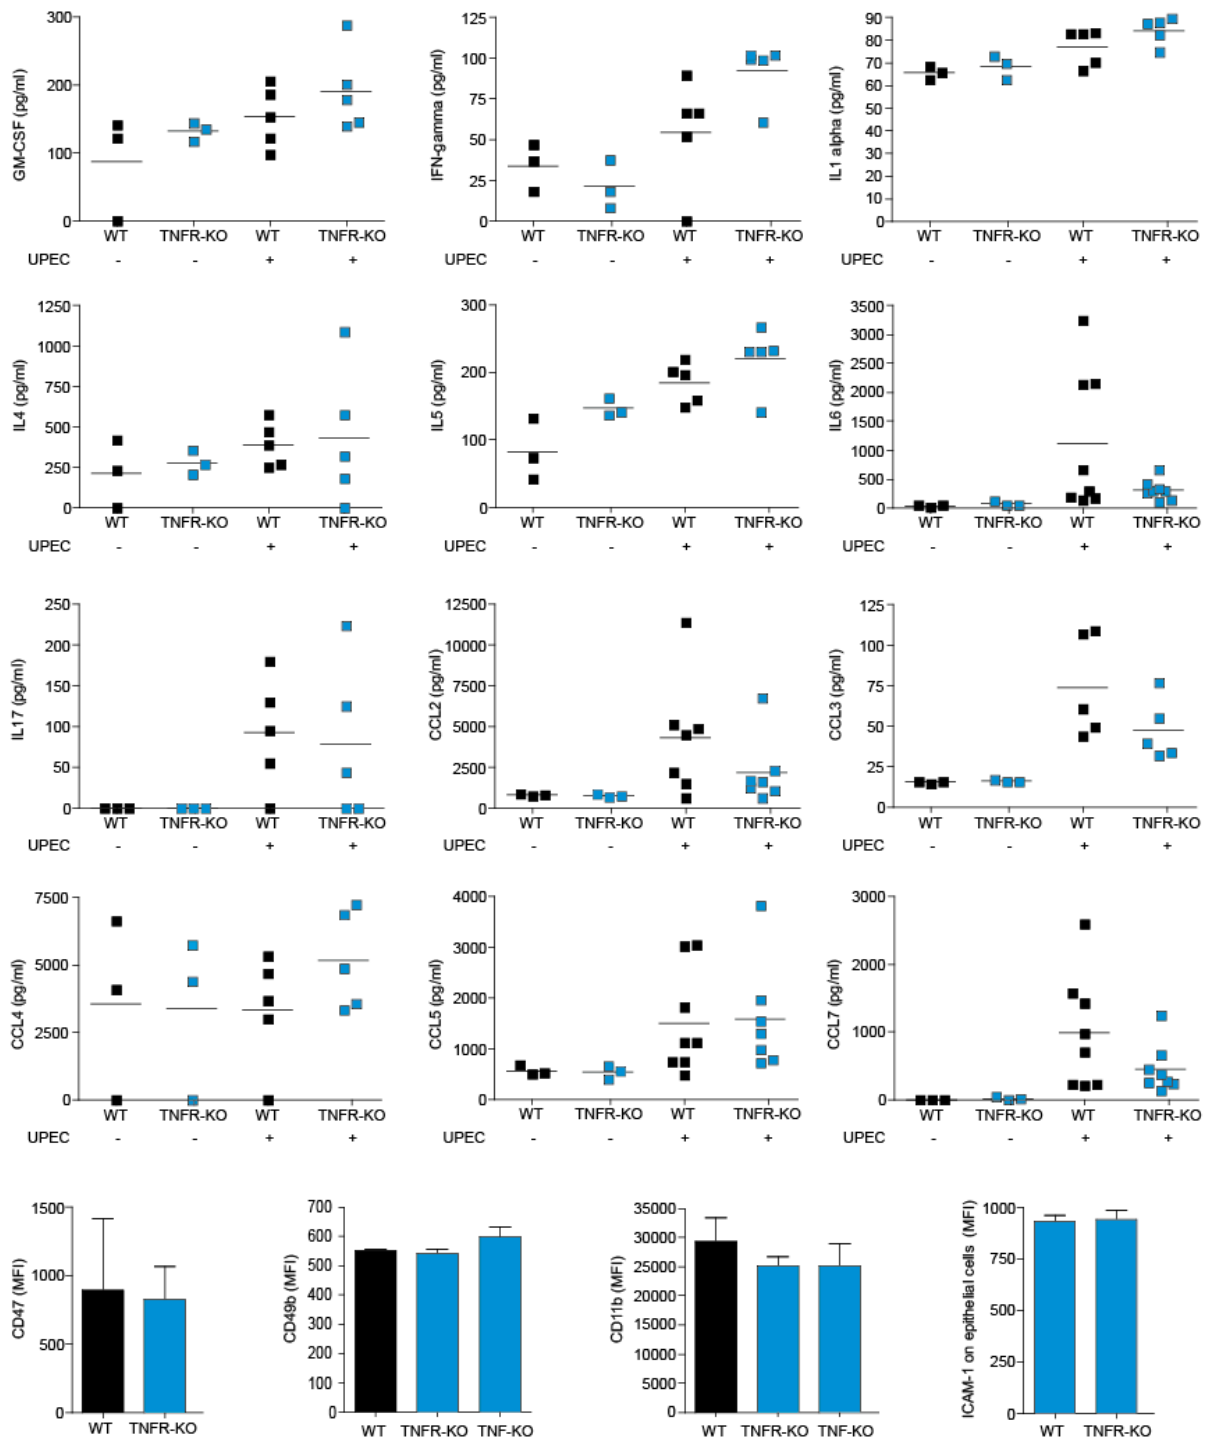 GM-CSF (pg/ml)
300
200
100
0
WT TNFR-KO WT TNFR-KO
UPEC - - + +
IFN-gamma (pg/ml)
125
100
75
50
25
0
WT TNFR-KO WT TNFR-KO
UPEC - - + +
IL1 alpha (pg/ml)
90
80
70
60
50
40
30
20
10
0
WT TNFR-KO WT TNFR-KO
UPEC - - + +
IL4 (pg/ml)
1250
1000
750
500
250
0
WT TNFR-KO WT TNFR-KO
UPEC - - + +
IL5 (pg/ml)
300
200
100
0
WT TNFR-KO WT TNFR-KO
UPEC - - + +
IL6 (pg/ml)
3500
3000
2500
2000
1500
1000
500
0
WT TNFR-KO WT TNFR-KO
UPEC - - + +
IL17 (pg/ml)
250
200
150
100
50
0
WT TNFR-KO WT TNFR-KO
UPEC - - + +
CCL2 (pg/ml)
12500
10000
7500
5000
2500
0
WT TNFR-KO WT TNFR-KO
UPEC - - + +
CCL3 (pg/ml)
125
100
75
50
25
0
WT TNFR-KO WT TNFR-KO
UPEC - - + +
CCL4 (pg/ml)
7500
5000
2500
0
WT TNFR-KO WT TNFR-KO
UPEC - - + +
CCL5 (pg/ml)
4000
3000
2000
1000
0
WT TNFR-KO WT TNFR-KO
UPEC - - + +
CCL7 (pg/ml)
3000
2000
1000
0
WT TNFR-KO WT TNFR-KO
UPEC - - + +
CD47 (MFI)
1500
1000
500
0
WT TNFR-KO
CD49b (MFI)
700
600
500
400
300
200
100
0
WT TNFR-KO TNF-KO
CD11b (MFI)
35000
30000
25000
20000
15000
10000
5000
0
WT TNFR-KO TNF-KO
ICAM-1 on epithelial cells (MFI)
1000
750
500
250
0
WT TNFR-KO